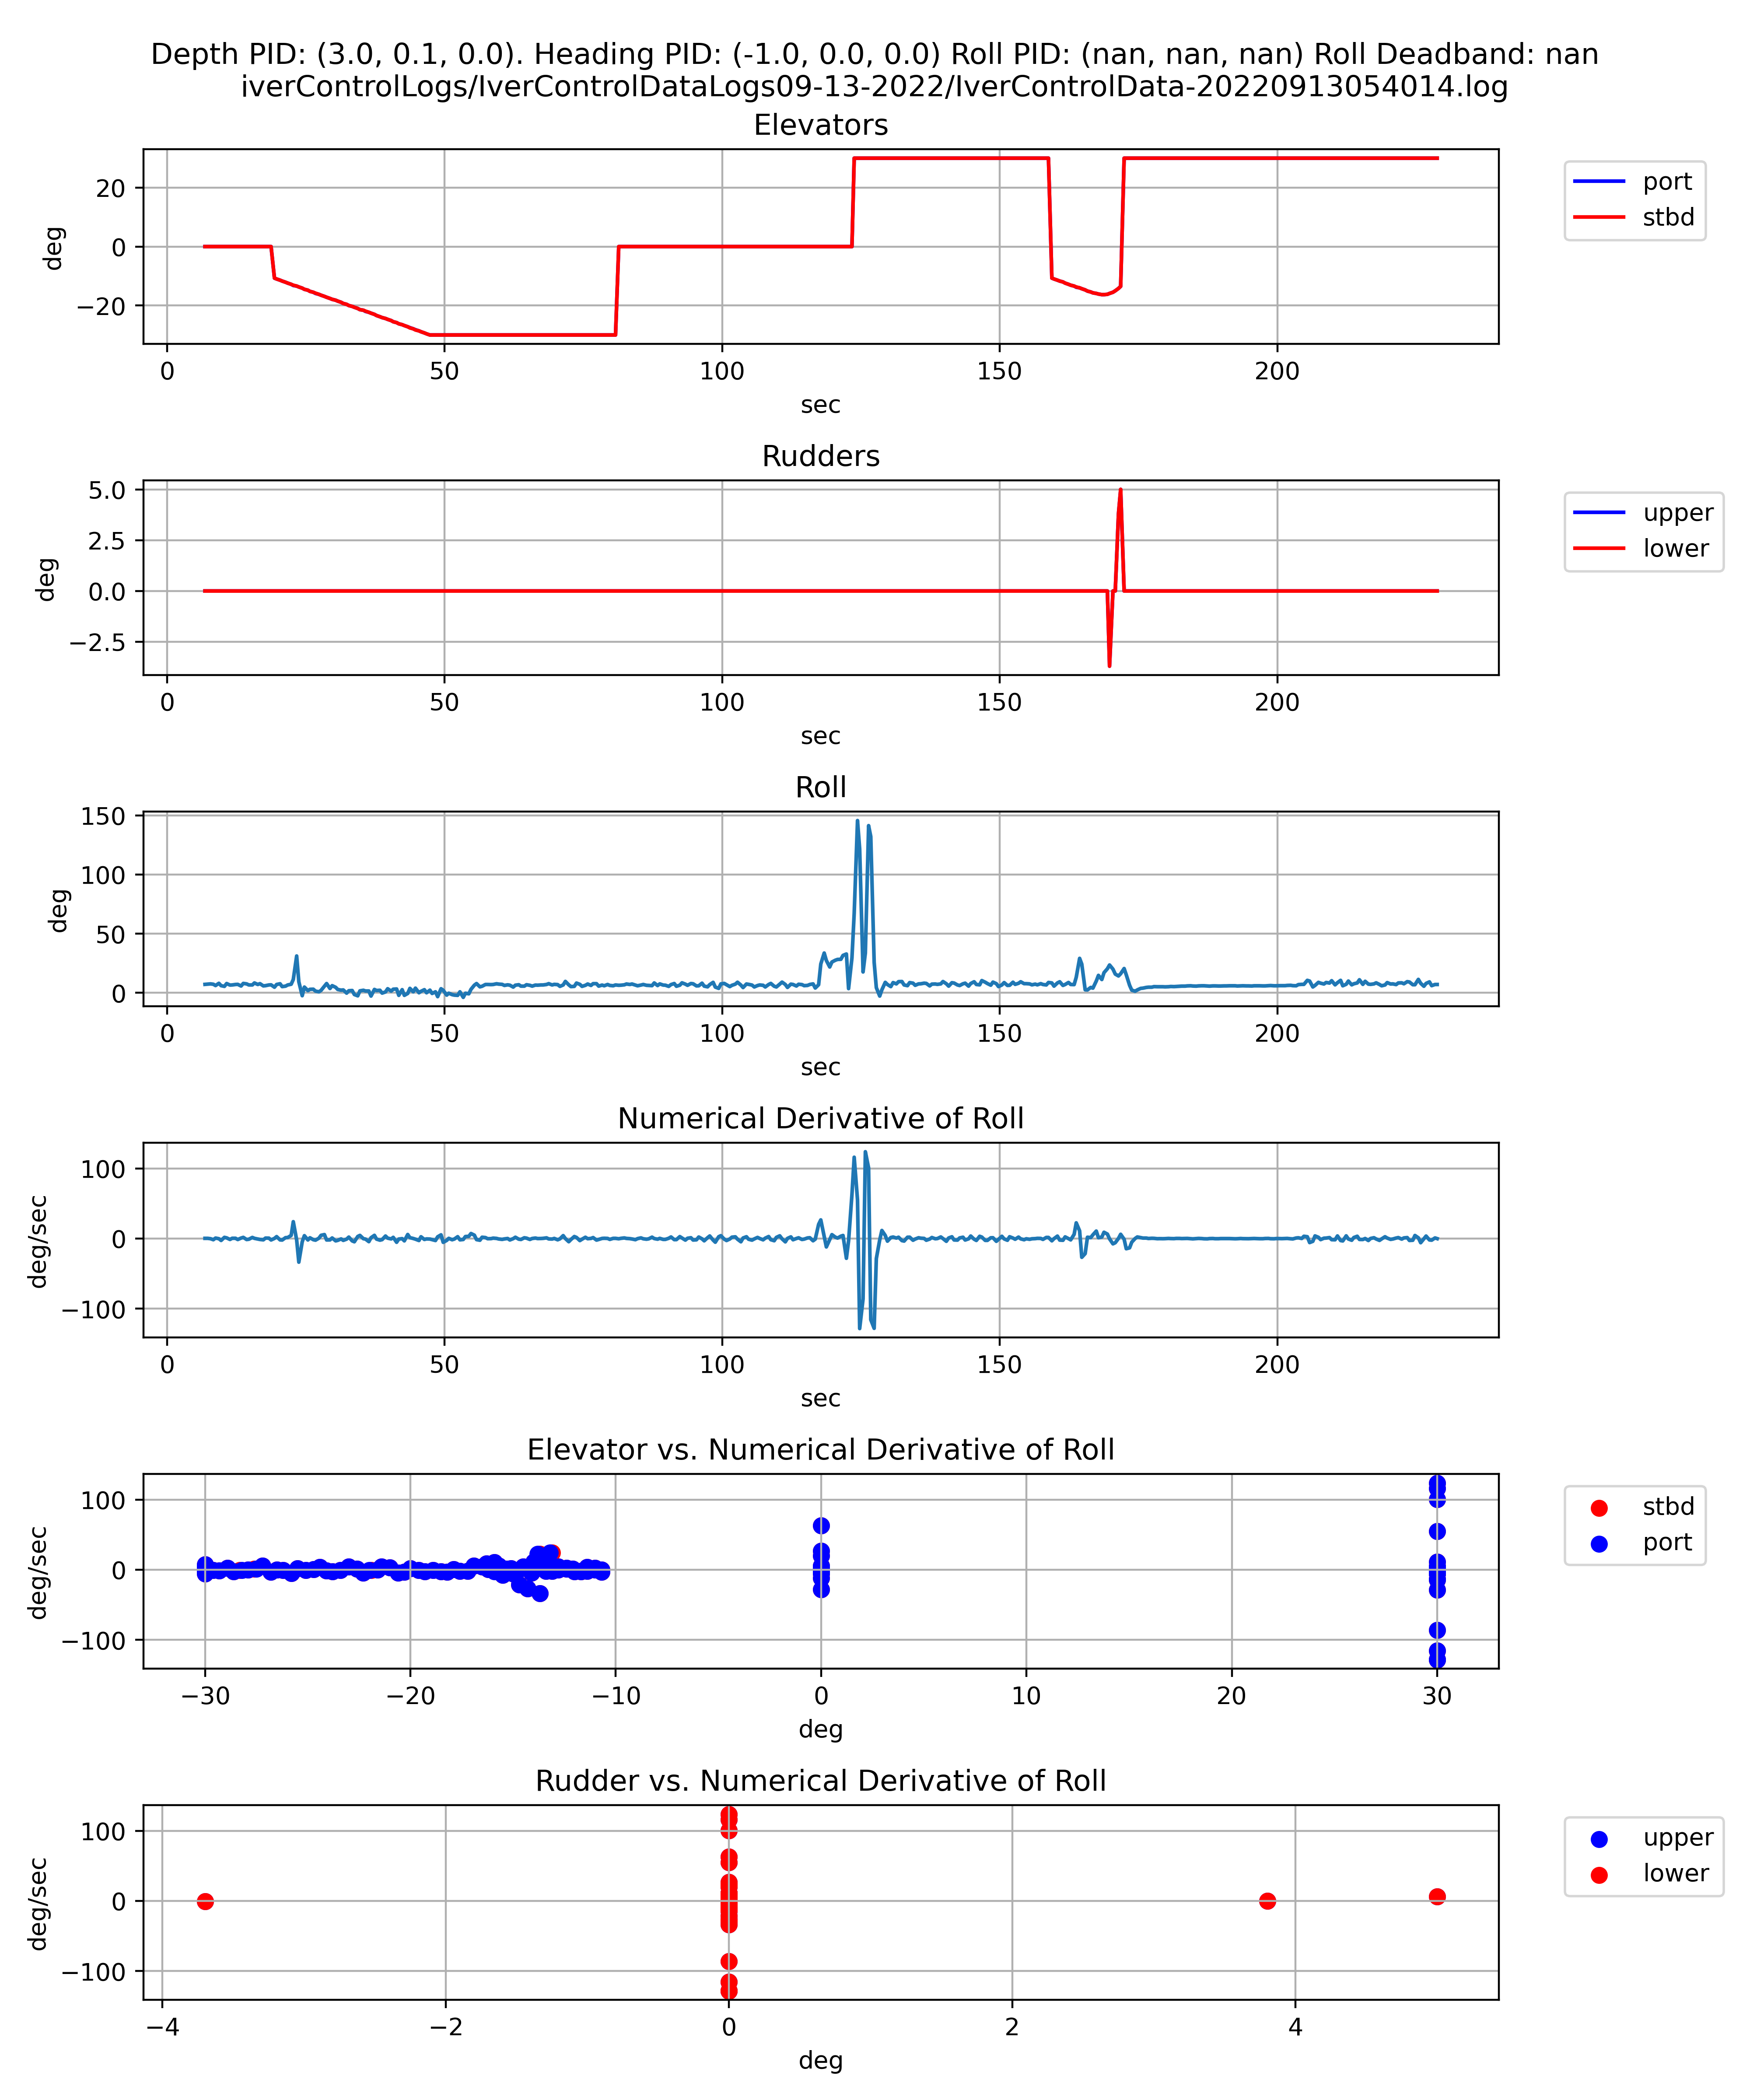 Depth PID: (3.0, 0.1, 0.0). Heading PID: (-1.0, 0.0, 0.0) Roll PID: (nan, nan, nan) Roll Deadband: nan
iverControlLogs/IverControlDataLogs09-13-2022/IverControlData-20220913054014.log
Elevators
20
0
−20
deg
0 50 100 150 200
sec
port
stbd
Rudders
5.0
2.5
0.0
−2.5
deg
0 50 100 150 200
sec
upper
lower
Roll
150
100
50
0
deg
0 50 100 150 200
sec
Numerical Derivative of Roll
100
0
−100
deg/sec
0 50 100 150 200
sec
Elevator vs. Numerical Derivative of Roll
100
0
−100
deg/sec
−30 −20 −10 0 10 20 30
deg
stbd
port
Rudder vs. Numerical Derivative of Roll
100
0
−100
deg/sec
−4 −2 0 2 4
deg
upper
lower